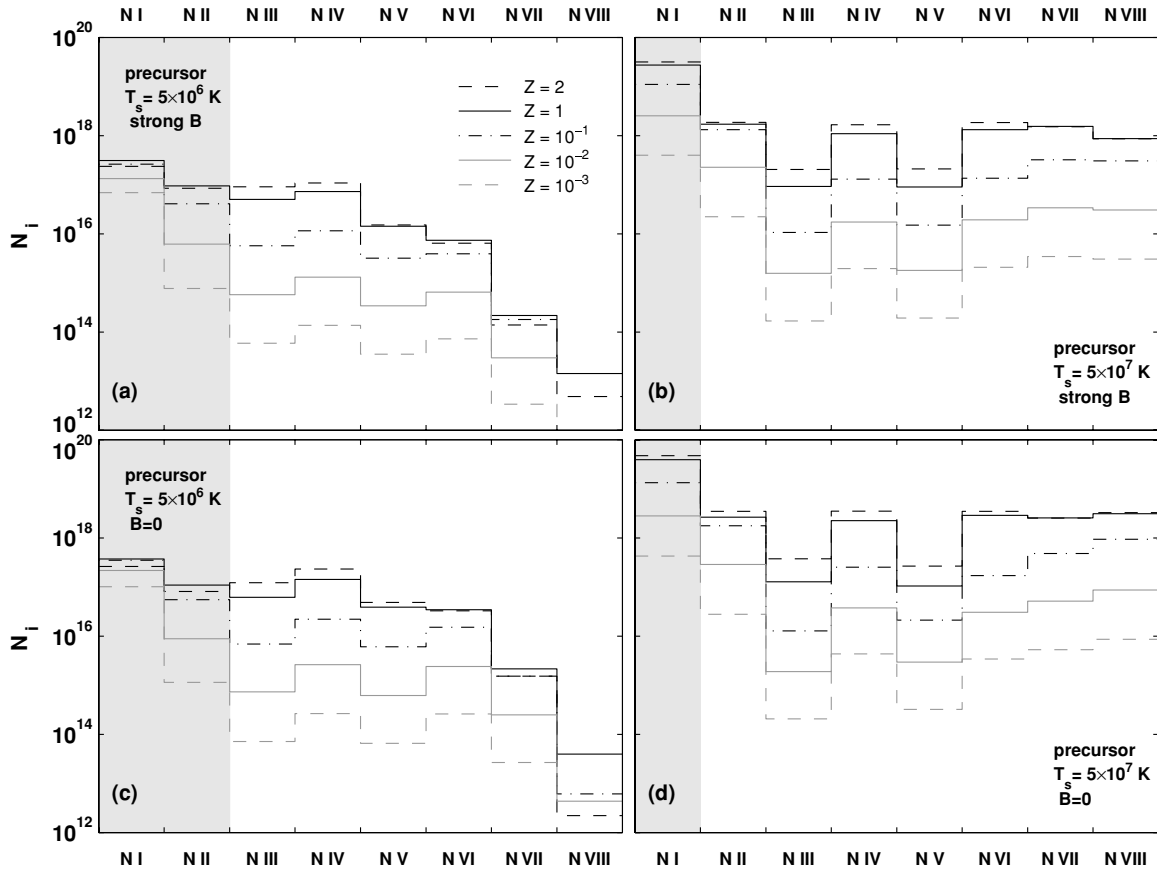 N I N II N III N IV N V N VI N VII N VIII N I N II N III N IV N V N VI N VII N VIII
10^20
10^18
10^16
10^14
10^12
N_i
precursor
T_s= 5×10^6 K
strong B
Z = 2
Z = 1
Z = 10^−1
Z = 10^−2
Z = 10^−3
(a)
precursor
T_s= 5×10^7 K
strong B
(b)
10^20
10^18
10^16
10^14
10^12
N_i
precursor
T_s= 5×10^6 K
B=0
(c)
precursor
T_s= 5×10^7 K
B=0
(d)
N I N II N III N IV N V N VI N VII N VIII N I N II N III N IV N V N VI N VII N VIII